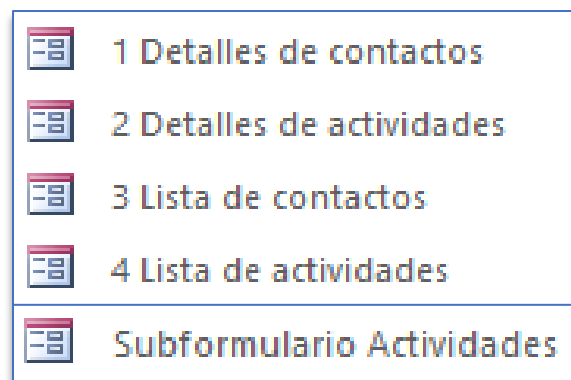 1 Detalles de contactos
2 Detalles de actividades
3 Lista de contactos
4 Lista de actividades
Subformulario Actividades